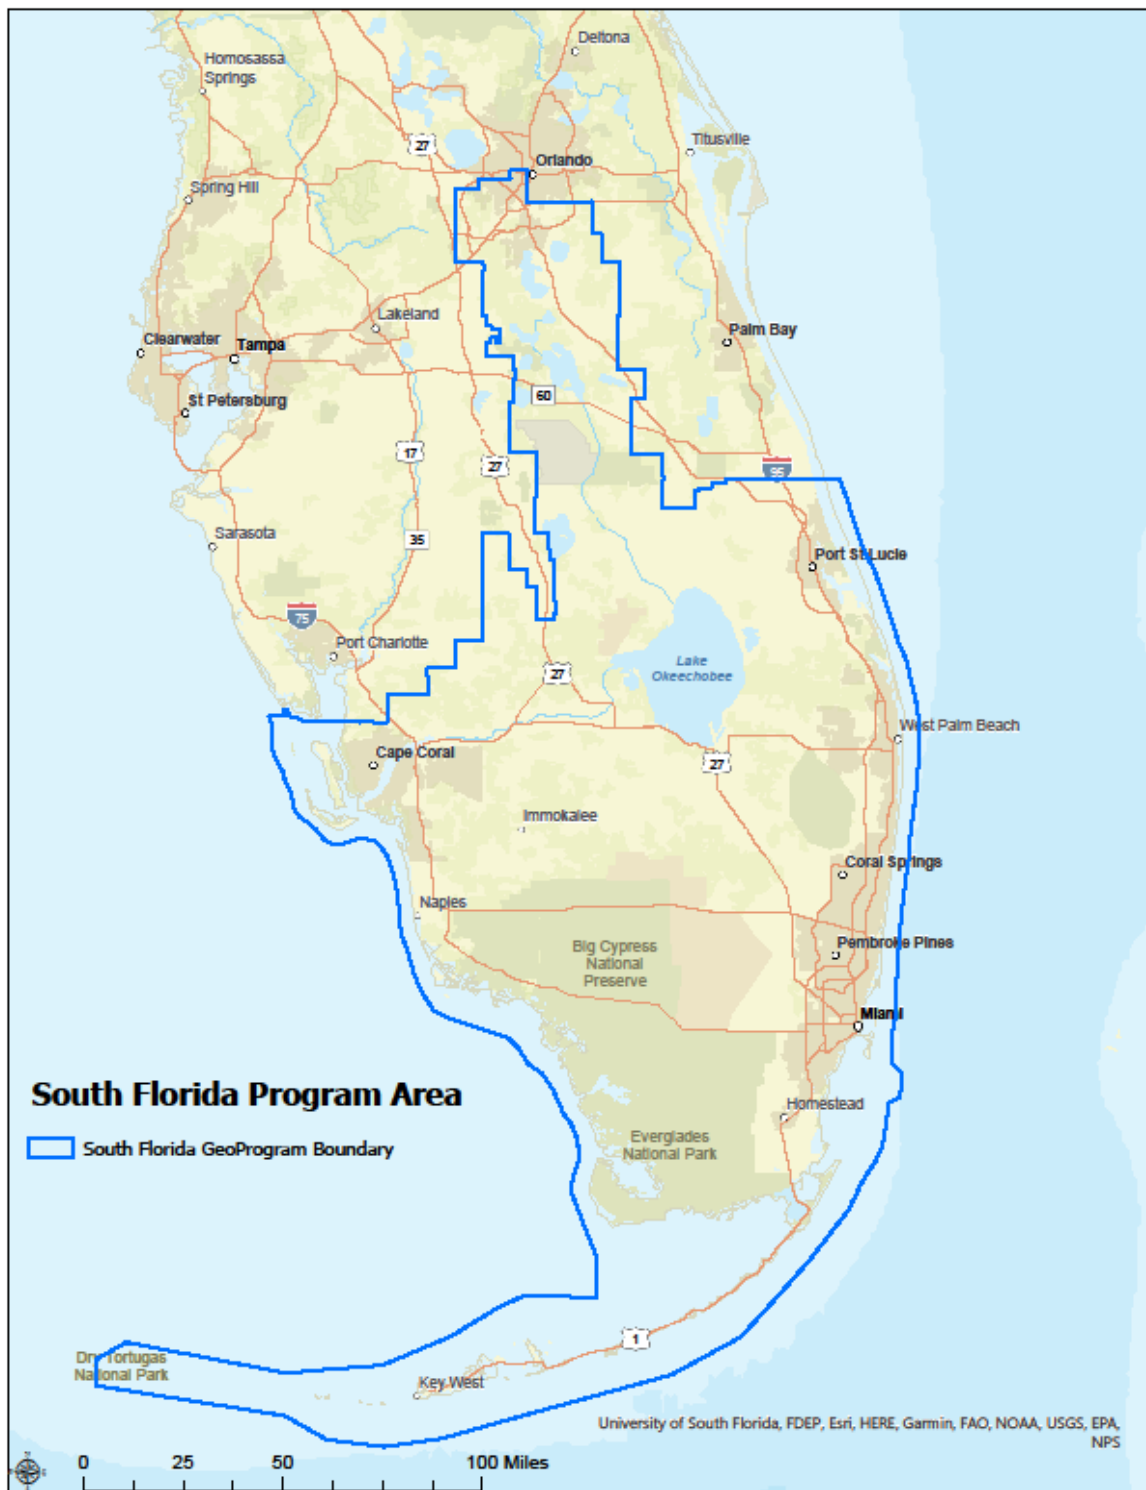 Deltona
Homosassa
Springs
Titusville
27
Orlando
Spring Hill
Lakeland
Palm Bay
Clearwater
Tampa
60
St Petersburg
17
27
95
Sarasota
35
Port St Lucie
75
Port Charlotte
Lake
Okeechobee
27
West Palm Beach
Cape Coral
27
Immokalee
Coral Springs
Naples
Pembroke Pines
Big Cypress
National
Preserve
Miami
South Florida Program Area
Homestead
South Florida GeoProgram Boundary
Everglades
National Park
1
Dry Tortugas
National Park
Key West
University of South Florida, FDEP, Esri, HERE, Garmin, FAO, NOAA, USGS, EPA,
NPS
0 25 50 100 Miles